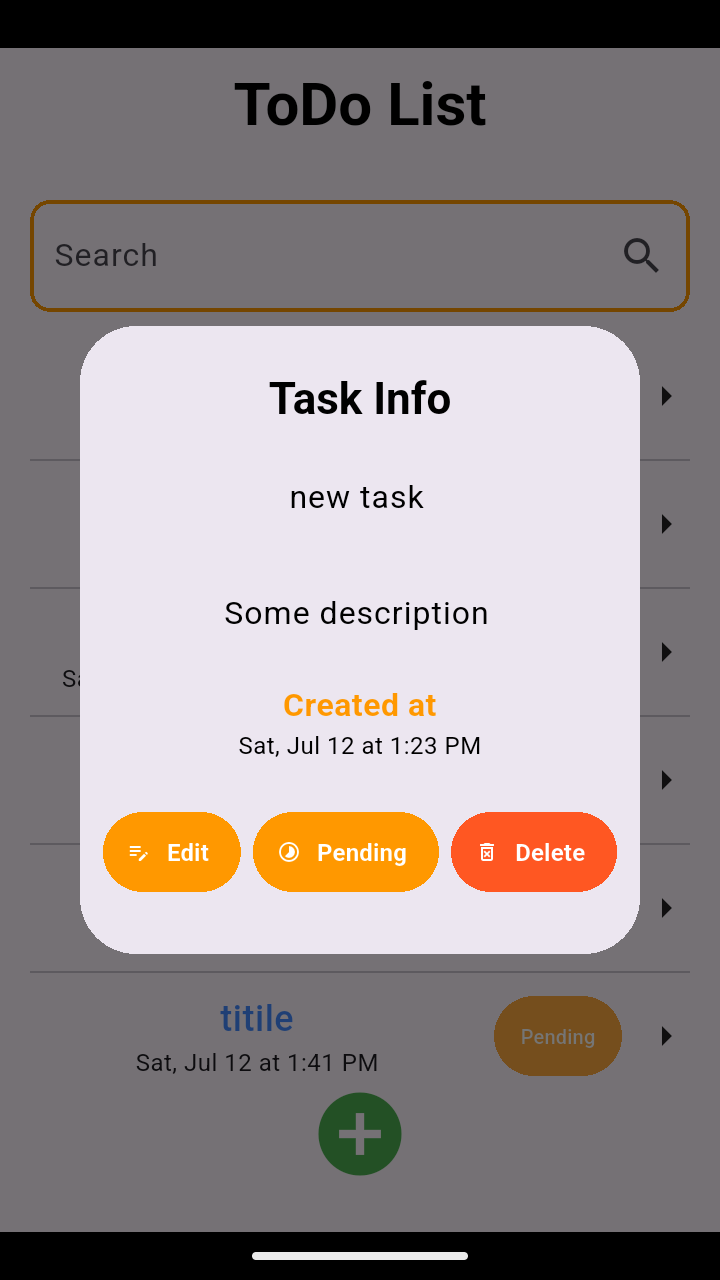 ToDo List
Search
Task Info
new task
Some description
Created at
Sat, Jul 12 at 1:23 PM
Edit
Pending
Delete
titile
Pending
Sat, Jul 12 at 1:41 PM